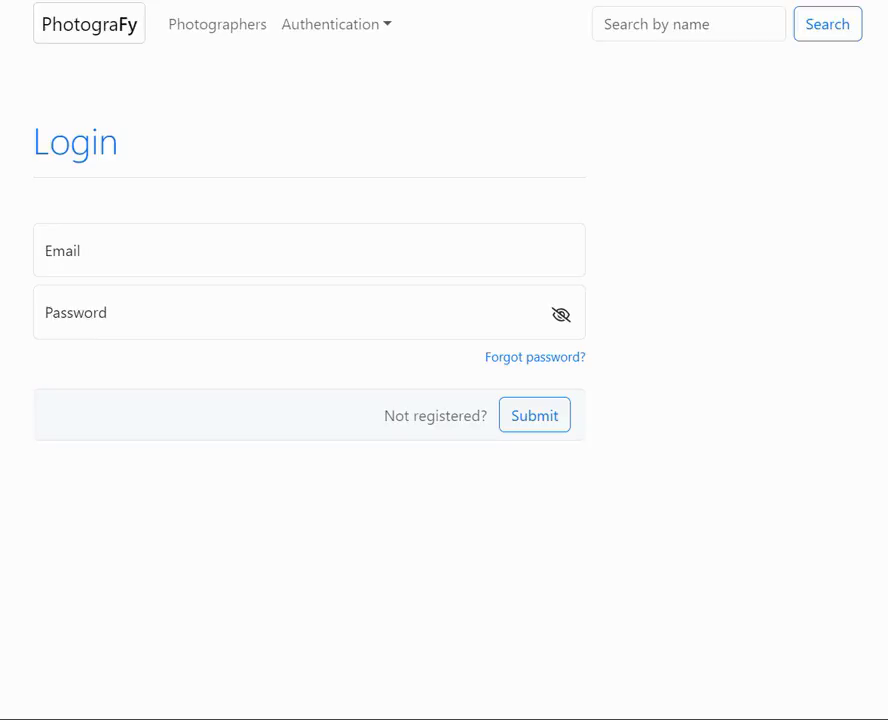 PhotograFy Photographers Authentication Search by name Search
Login
Email
Password
Forgot password?
Not registered? Submit